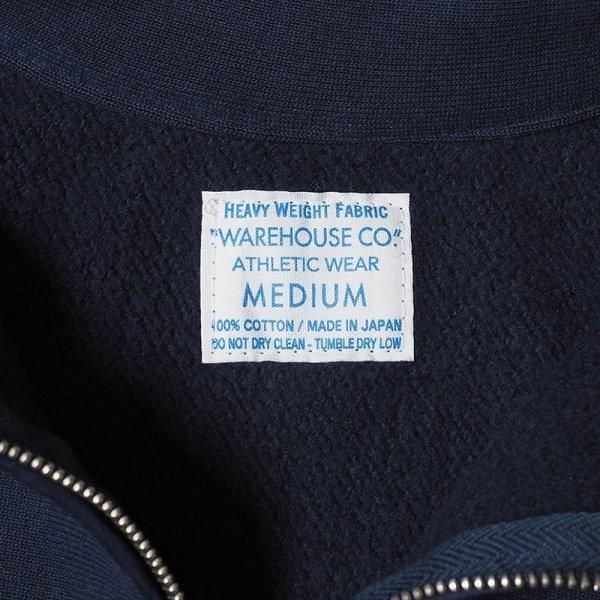 HEAVY WEIGHT FABRIC
"WAREHOUSE CO."
ATHLETIC WEAR
MEDIUM
100% COTTON / MADE IN JAPAN
DO NOT DRY CLEAN - TUMBLE DRY LOW